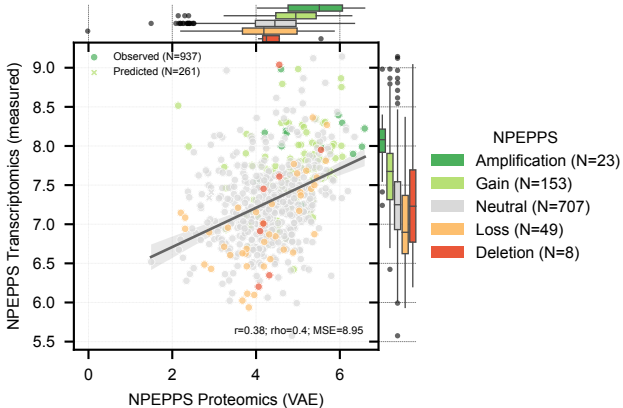 Observed (N=937)
Predicted (N=261)
NPEPPS Transcriptomics (measured)
9.0
8.5
8.0
7.5
7.0
6.5
6.0
5.5
r=0.38; rho=0.4; MSE=8.95
0 2 4 6
NPEPPS Proteomics (VAE)
NPEPPS
Amplification (N=23)
Gain (N=153)
Neutral (N=707)
Loss (N=49)
Deletion (N=8)